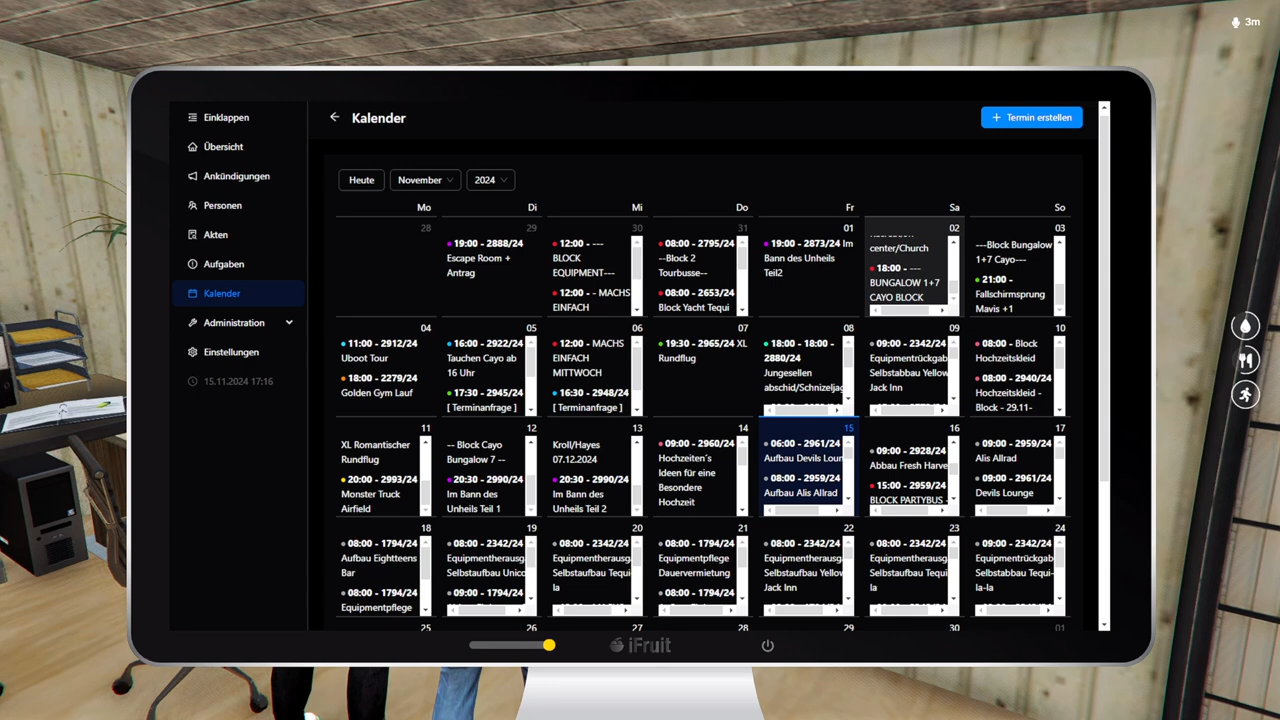 3m
Einklappen
Übersicht
Ankündigungen
Personen
Akten
Aufgaben
Kalender
Administration
Einstellungen
15.11.2024 17:16
Kalender
+ Termin erstellen
Heute
November
2024
Mo
Di
Mi
Do
Fr
Sa
So
28
29
19:00 - 2888/24
Escape Room +
Antrag
30
12:00 - ---
BLOCK
EQUIPMENT---
12:00 - - MACHS
EINFACH
31
08:00 - 2795/24
--Block 2
Tourbusse--
08:00 - 2653/24
Block Yacht Tequi
01
19:00 - 2873/24 Im
Bann des Unheils
Teil2
02
center/Church
18:00 - ---
BUNGALOW 1+7
CAYO BLOCK
03
---Block Bungalow
1+7 Cayo---
21:00 -
Fallschirmsprung
Mavis +1
04
11:00 - 2912/24
Uboot Tour
18:00 - 2279/24
Golden Gym Lauf
05
16:00 - 2922/24
Tauchen Cayo ab
16 Uhr
17:30 - 2945/24
[ Terminanfrage ]
06
12:00 - MACHS
EINFACH
MITTWOCH
16:30 - 2948/24
[ Terminanfrage ]
07
19:30 - 2965/24 XL
Rundflug
08
18:00 - 18:00 -
2880/24
Jungesellen
abschid/Schnizeljag
09
09:00 - 2342/24
Equipmentrückgab
Selbstabbau Yellow
Jack Inn
10
08:00 - Block
Hochzeitskleid
08:00 - 2940/24
Hochzeitskleid -
Block - 29.11-
11
XL Romantischer
Rundflug
20:00 - 2993/24
Monster Truck
Airfield
12
-- Block Cayo
Bungalow 7 --
20:30 - 2990/24
Im Bann des
Unheils Teil 1
13
Kroll/Hayes
07.12.2024
20:30 - 2990/24
Im Bann des
Unheils Teil 2
14
09:00 - 2960/24
Hochzeiten´s
Ideen für eine
Besondere
Hochzeit
15
06:00 - 2961/24
Aufbau Devils Loun
08:00 - 2959/24
Aufbau Alis Allrad
16
09:00 - 2928/24
Abbau Fresh Harve
15:00 - 2959/24
BLOCK PARTYBUS -
17
09:00 - 2959/24
Alis Allrad
09:00 - 2961/24
Devils Lounge
18
08:00 - 1794/24
Aufbau Eightteens
Bar
08:00 - 1794/24
Equipmentpflege
19
08:00 - 2342/24
Equipmentherausg
Selbstaufbau Unico
09:00 - 1794/24
20
08:00 - 2342/24
Equipmentherausg
Selbstaufbau Tequi
la
21
08:00 - 1794/24
Equipmentpflege
Dauervermietung
08:00 - 1794/24
22
08:00 - 2342/24
Equipmentherausg
Selbstaufbau Yellow
Jack Inn
23
08:00 - 2342/24
Equipmentherausg
Selbstaufbau Tequi
la
24
09:00 - 2342/24
Equipmentrückgab
Selbstabbau Tequi-
la-la
25
26
27
28
29
30
01
iFruit